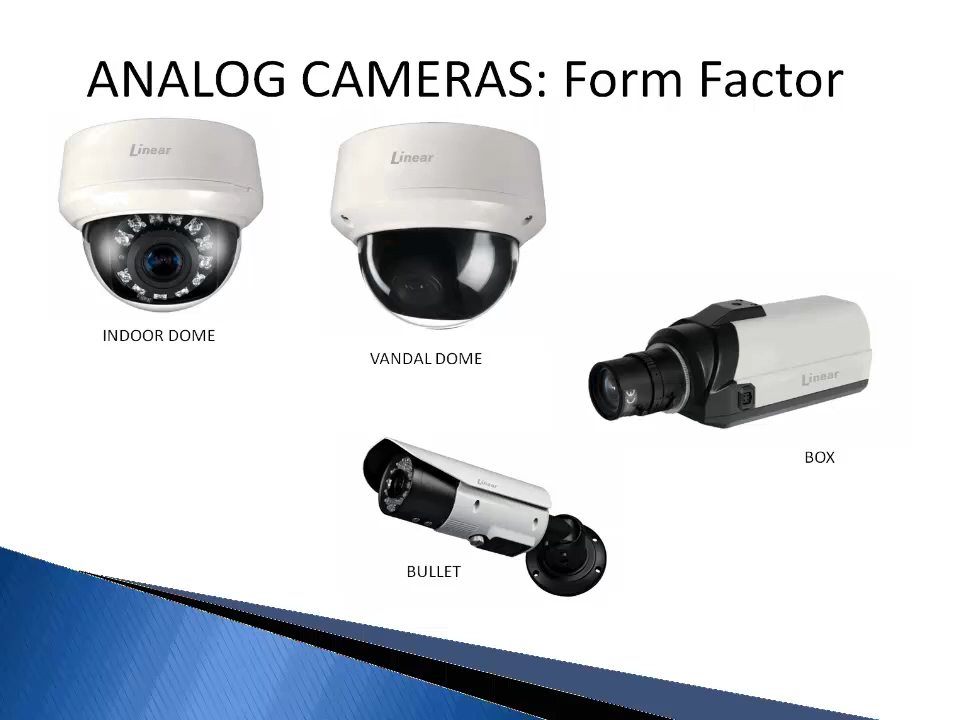 ANALOG CAMERAS: Form Factor
Linear
Linear
INDOOR DOME
VANDAL DOME
Linear
BOX
Linear
BULLET